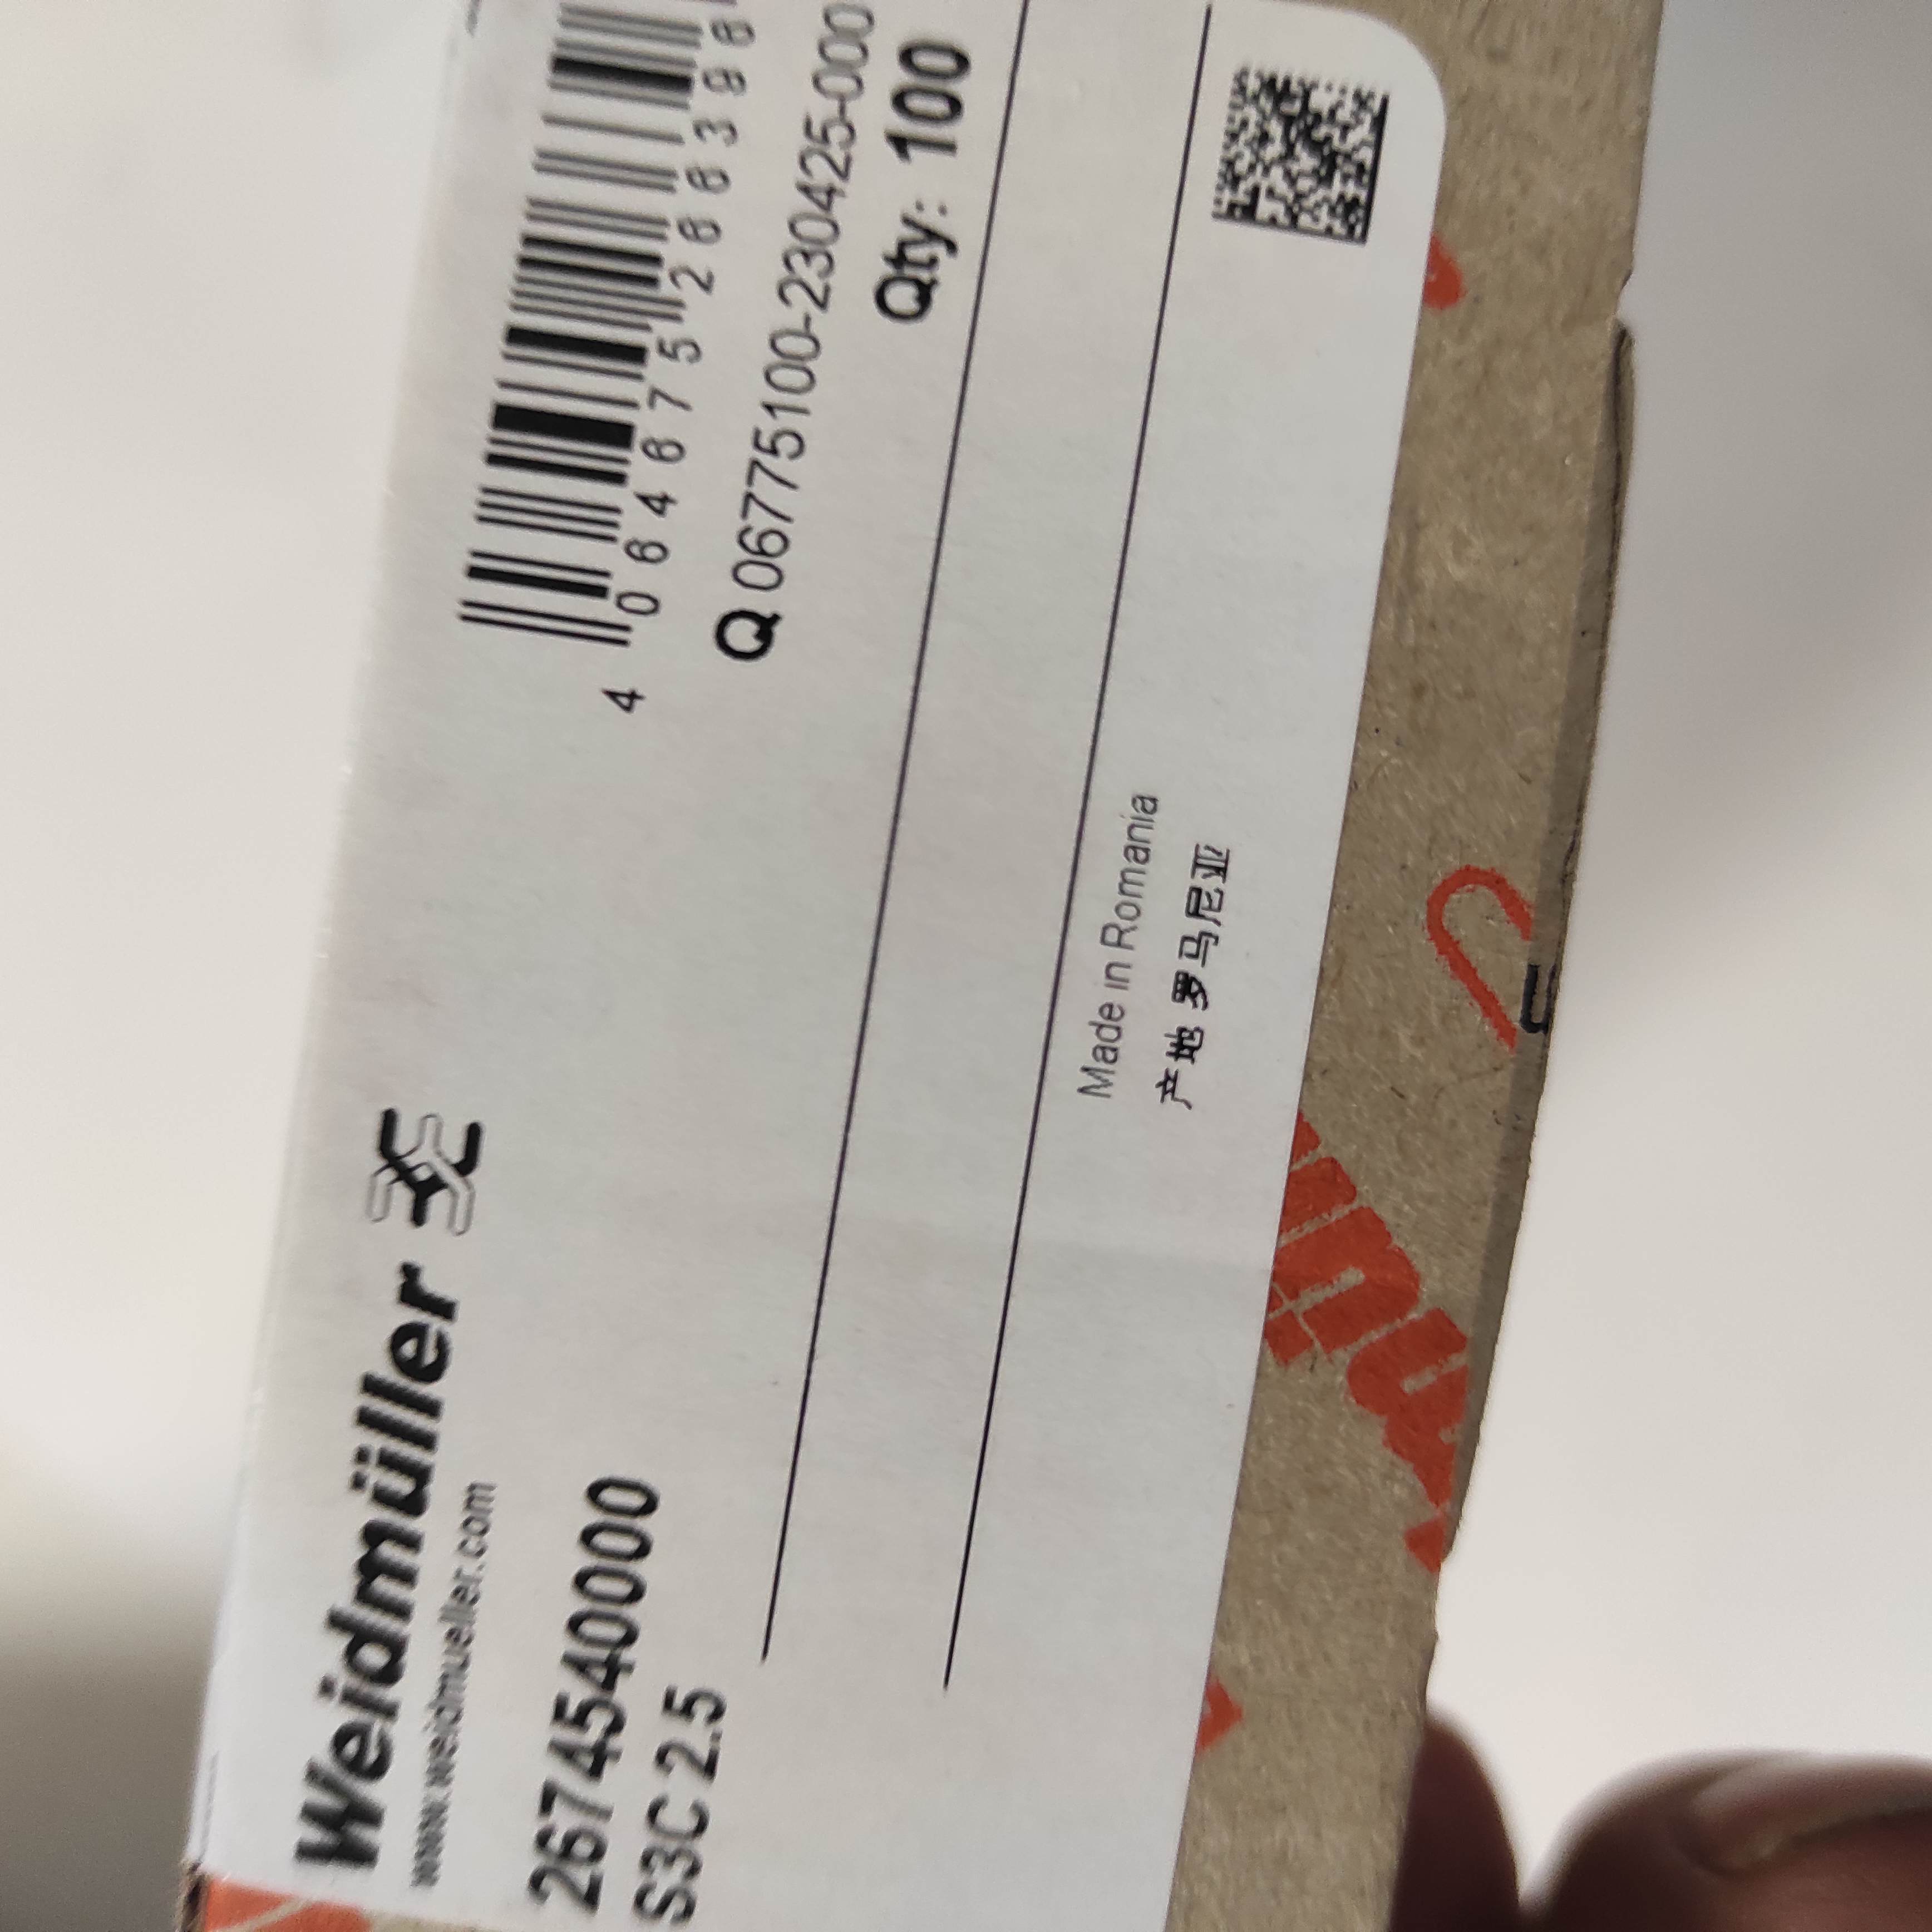 Weidmüller
www.weidmueller.com
2674540000
S3C 2.5
4 064675
Q 06775100-230425-000
Qty: 100
Made in Romania
产地 罗马尼亚